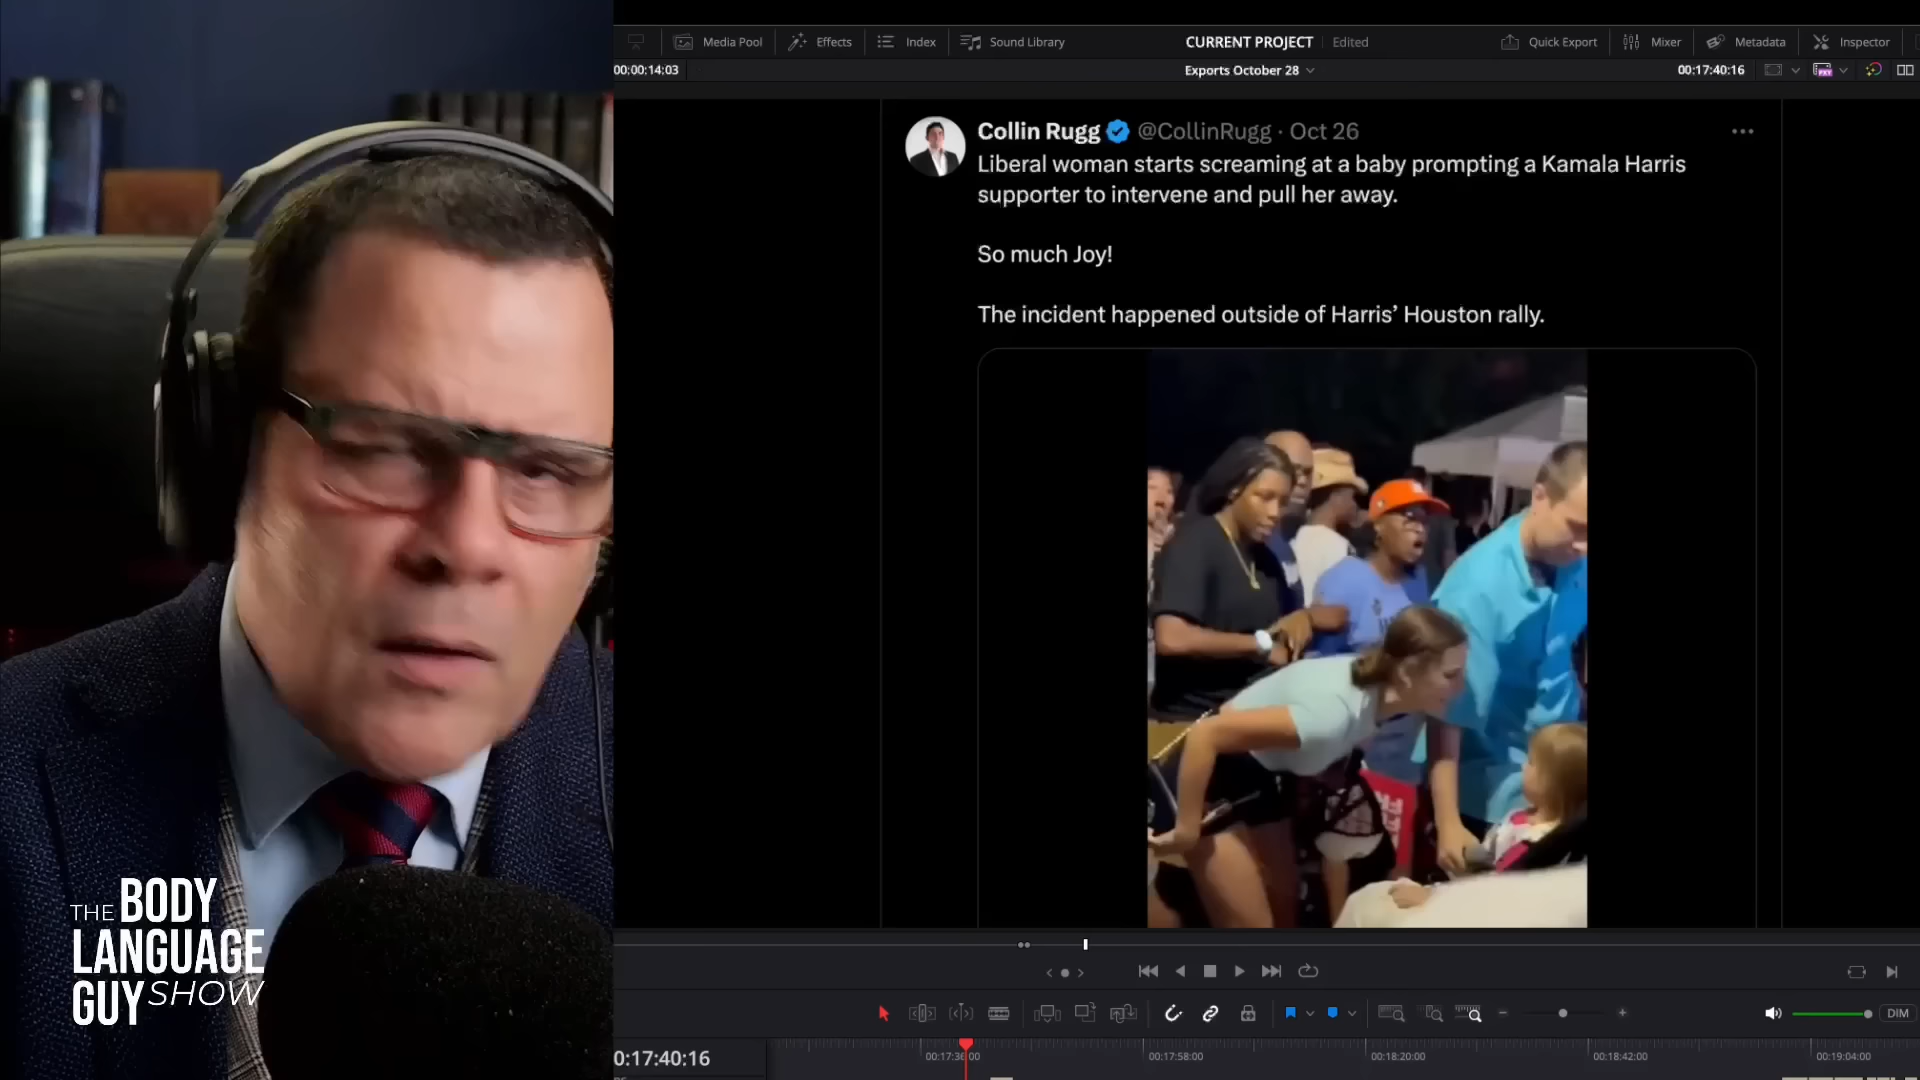 Media Pool
Effects
Index
Sound Library
CURRENT PROJECT
Edited
Quick Export
Mixer
Metadata
Inspector
00:00:14:03
Exports October 28
00:17:40:16
Collin Rugg @CollinRugg · Oct 26
Liberal woman starts screaming at a baby prompting a Kamala Harris
supporter to intervene and pull her away.
So much Joy!
The incident happened outside of Harris’ Houston rally.
THE BODY
LANGUAGE
GUY SHOW
DIM
0:17:40:16
00:17:36:00
00:17:58:00
00:18:20:00
00:18:42:00
00:19:04:00